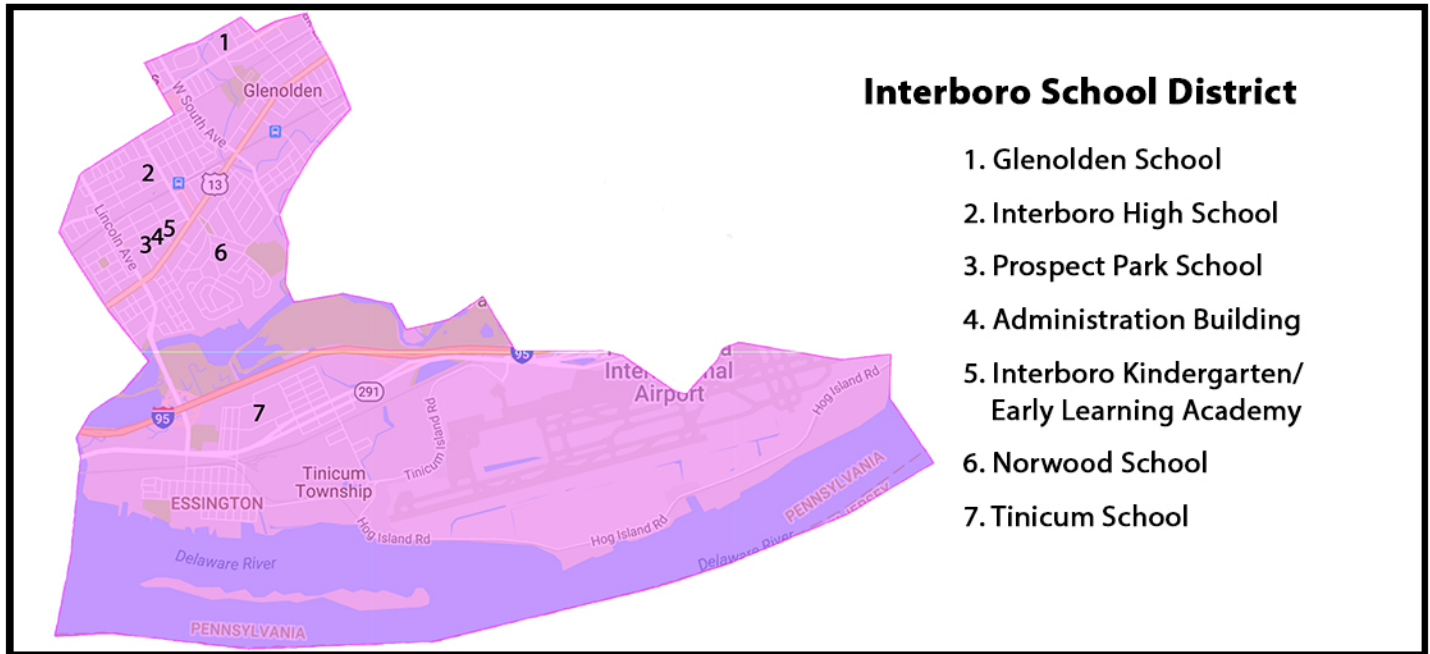 Interboro School District
1. Glenolden School
2. Interboro High School
3. Prospect Park School
4. Administration Building
5. Interboro Kindergarten/
Early Learning Academy
6. Norwood School
7. Tinicum School
1
Glenolden
W South Ave
2
13
Lincoln Ave
345
6
95
Airport
291
Hog Island Rd
7
95
Tinicum Island Rd
Tinicum
Township
ESSINGTON
PENNSYLVANIA
Hog Island Rd
Hog Island Rd
Delaware River
Delaware River
PENNSYLVANIA